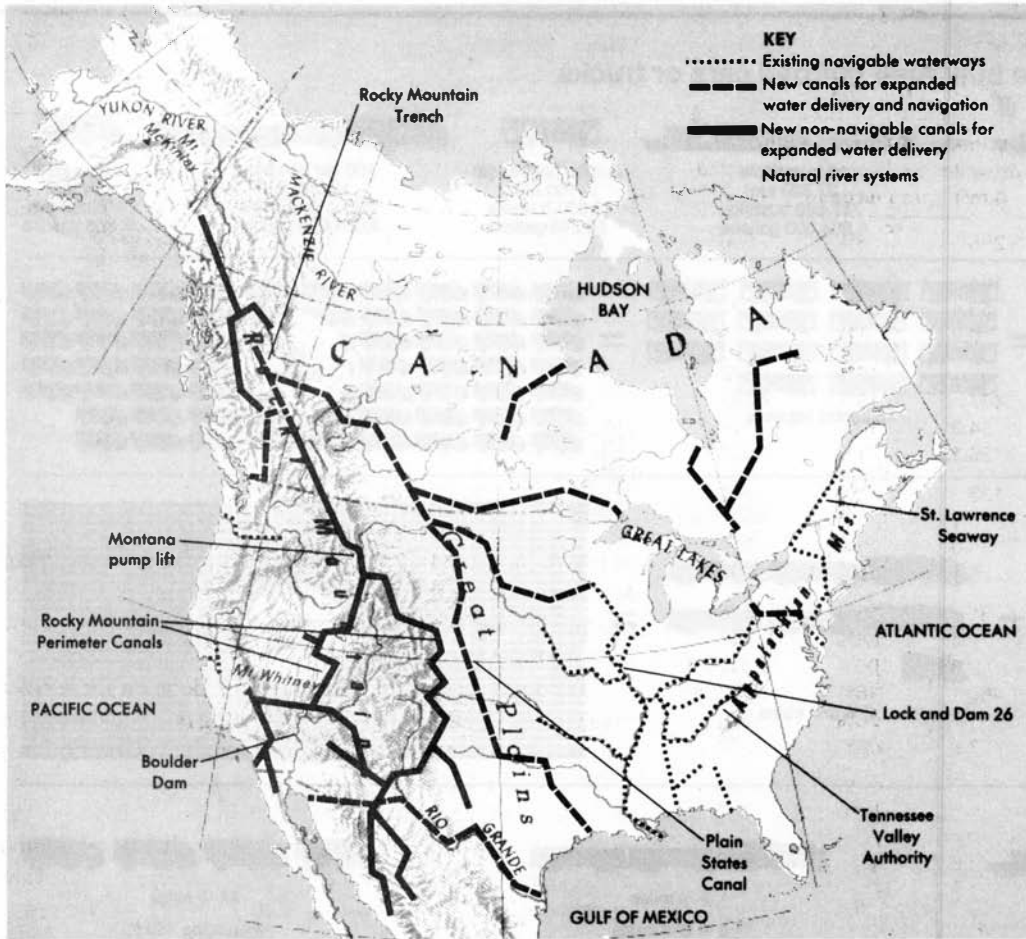 KEY
Existing navigable waterways
New canals for expanded
water delivery and navigation
New non-navigable canals for
expanded water delivery
Natural river systems
Rocky Mountain
Trench
YUKON RIVER
Mt McKinley
MACKENZIE RIVER
HUDSON
BAY
CANADA
St. Lawrence
Seaway
Montana
pump lift
GREAT LAKES
Great Plains
Appalachian Mts.
Rocky Mountain
Perimeter Canals
ATLANTIC OCEAN
Mt. Whitney
PACIFIC OCEAN
Lock and Dam 26
Boulder
Dam
RIO GRANDE
Plain
States
Canal
Tennessee
Valley
Authority
GULF OF MEXICO